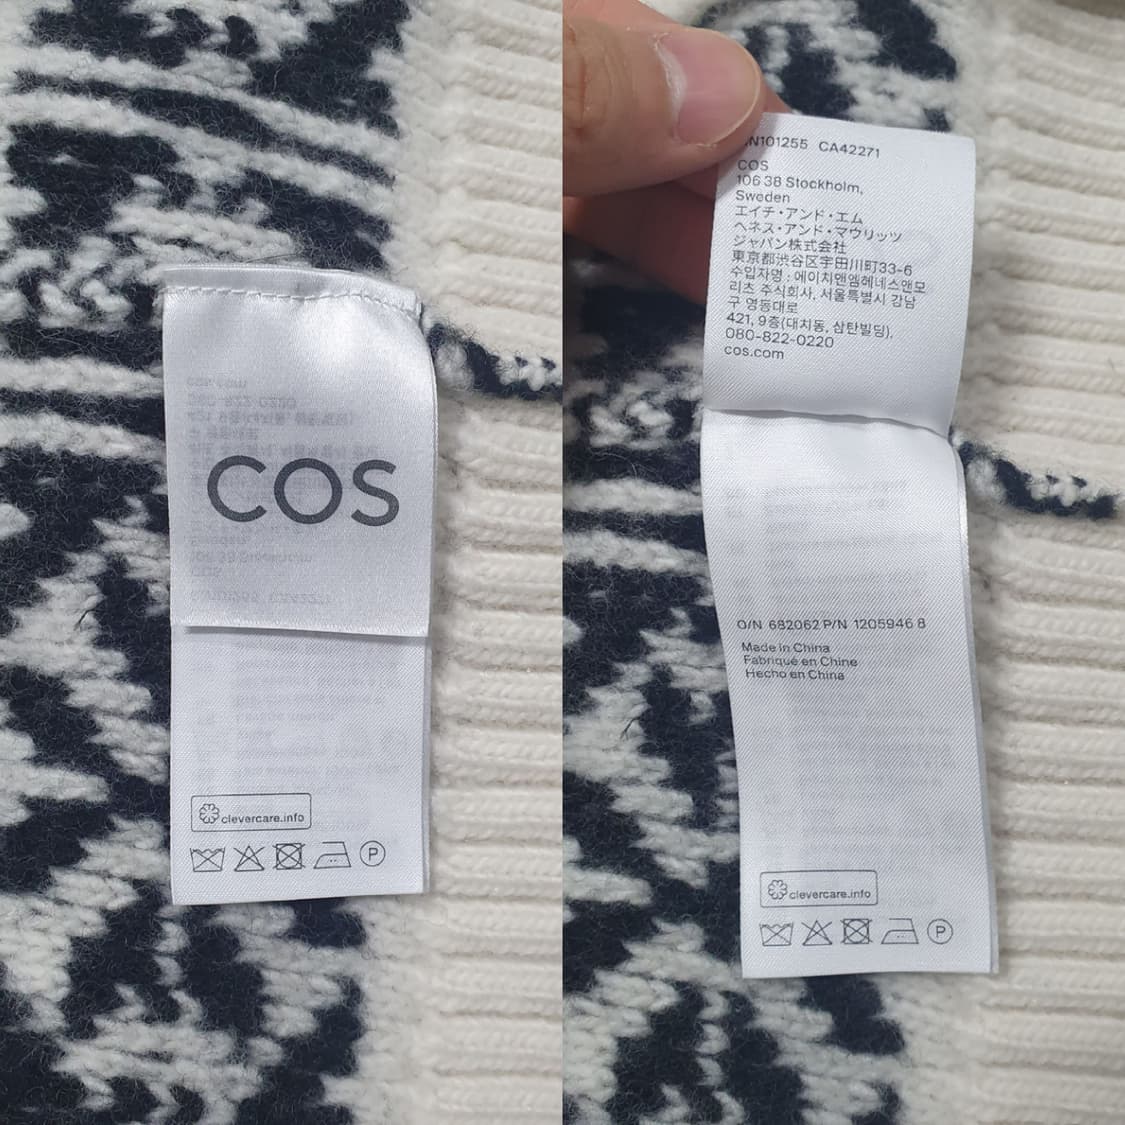 COS
clevercare.info
P
N101255 CA42271
COS
106 38 Stockholm,
Sweden
エイチ・アンド・エム
ヘネス・アンド・マウリッツ
ジャパン株式会社
東京都渋谷区宇田川町33-6
수입자명 : 에이치앤엠헤네스앤모
리츠 주식회사, 서울특별시 강남
구 영동대로
421, 9층(대치동, 삼탄빌딩),
080-822-0220
cos.com
O/N 682062 P/N 1205946 8
Made in China
Fabriqué en Chine
Hecho en China
clevercare.info
P